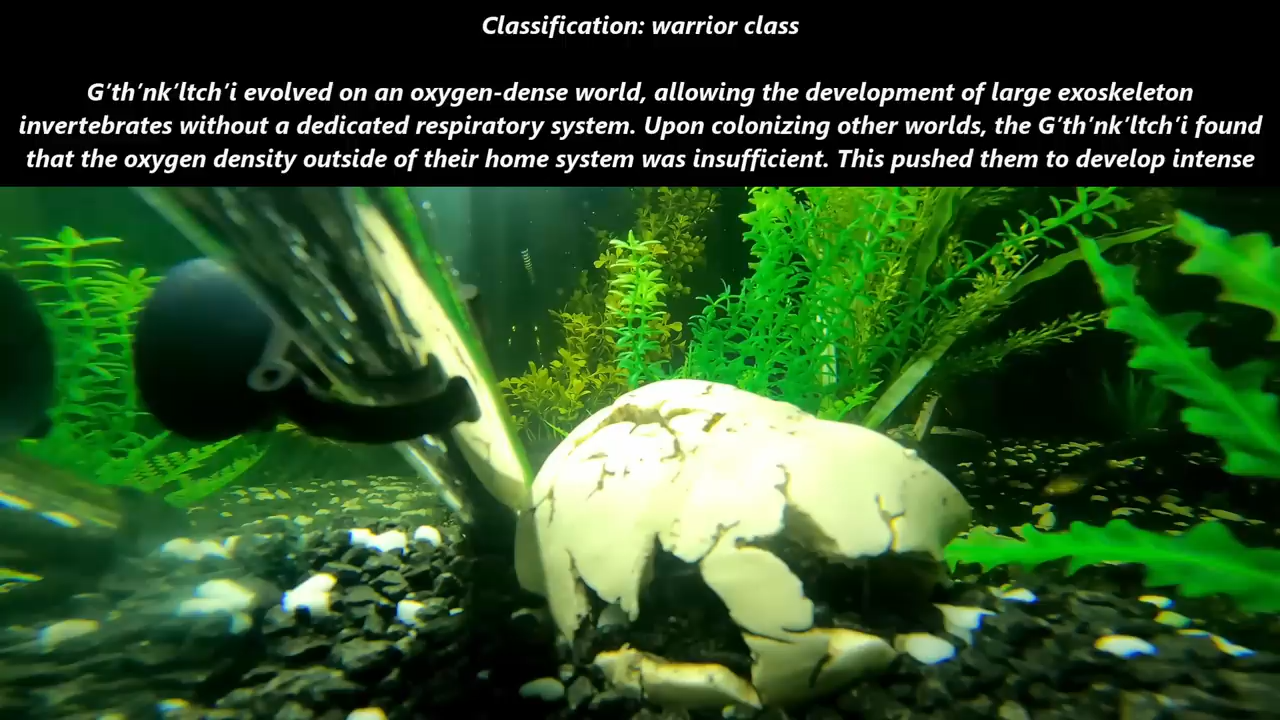 Classification: warrior class
G'th'nk'ltch'i evolved on an oxygen-dense world, allowing the development of large exoskeleton
invertebrates without a dedicated respiratory system. Upon colonizing other worlds, the G'th'nk'ltch'i found
that the oxygen density outside of their home system was insufficient. This pushed them to develop intense